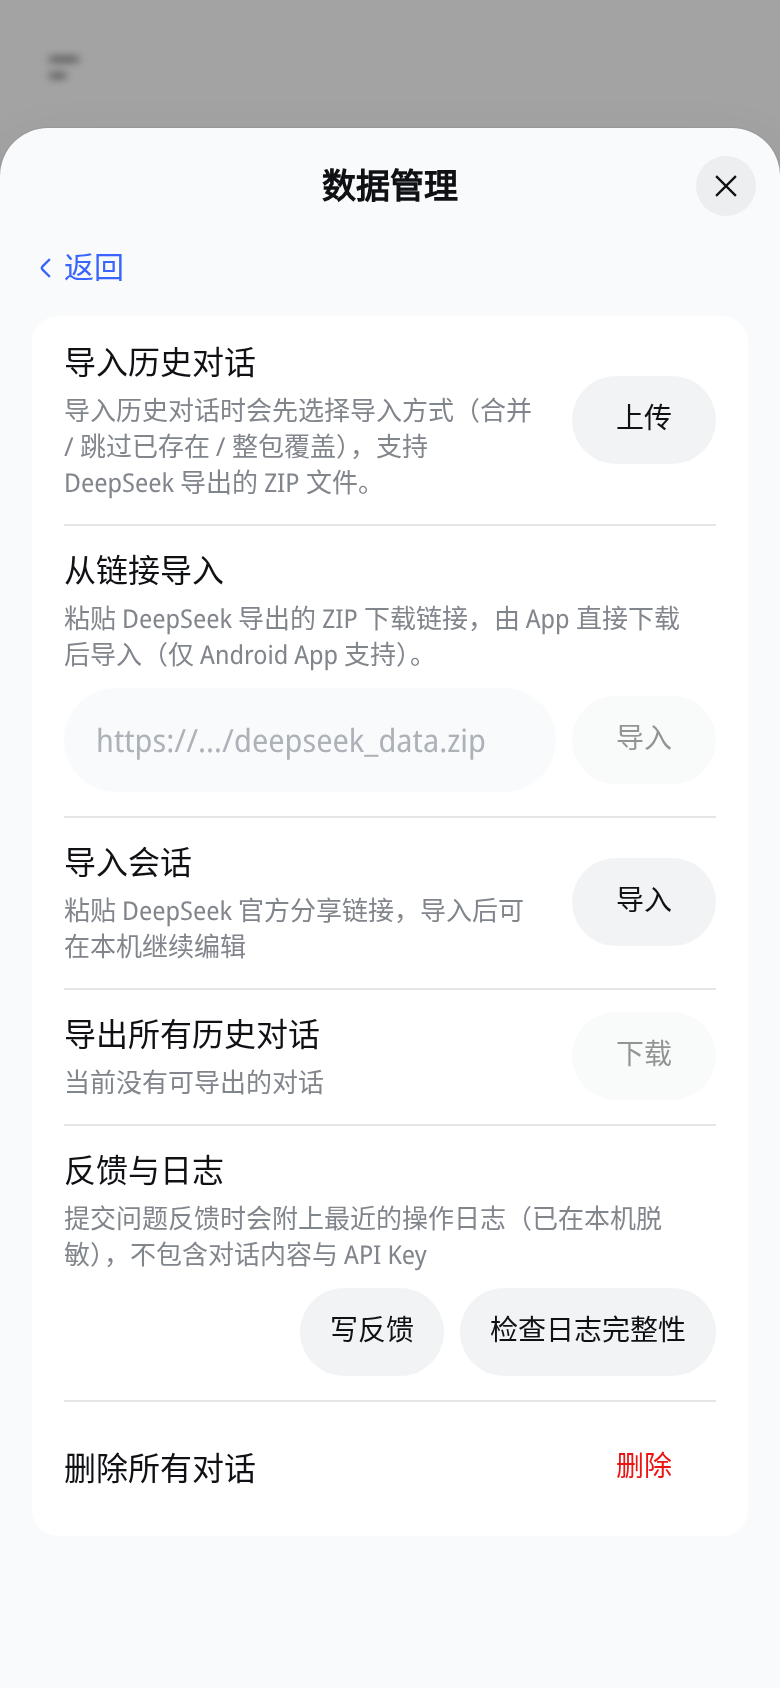 数据管理
返回
导入历史对话
导入历史对话时会先选择导入方式（合并
/ 跳过已存在 / 整包覆盖），支持
DeepSeek 导出的 ZIP 文件。
上传
从链接导入
粘贴 DeepSeek 导出的 ZIP 下载链接，由 App 直接下载
后导入（仅 Android App 支持）。
https://.../deepseek_data.zip
导入
导入会话
粘贴 DeepSeek 官方分享链接，导入后可
在本机继续编辑
导入
导出所有历史对话
当前没有可导出的对话
下载
反馈与日志
提交问题反馈时会附上最近的操作日志（已在本机脱
敏），不包含对话内容与 API Key
写反馈
检查日志完整性
删除所有对话
删除